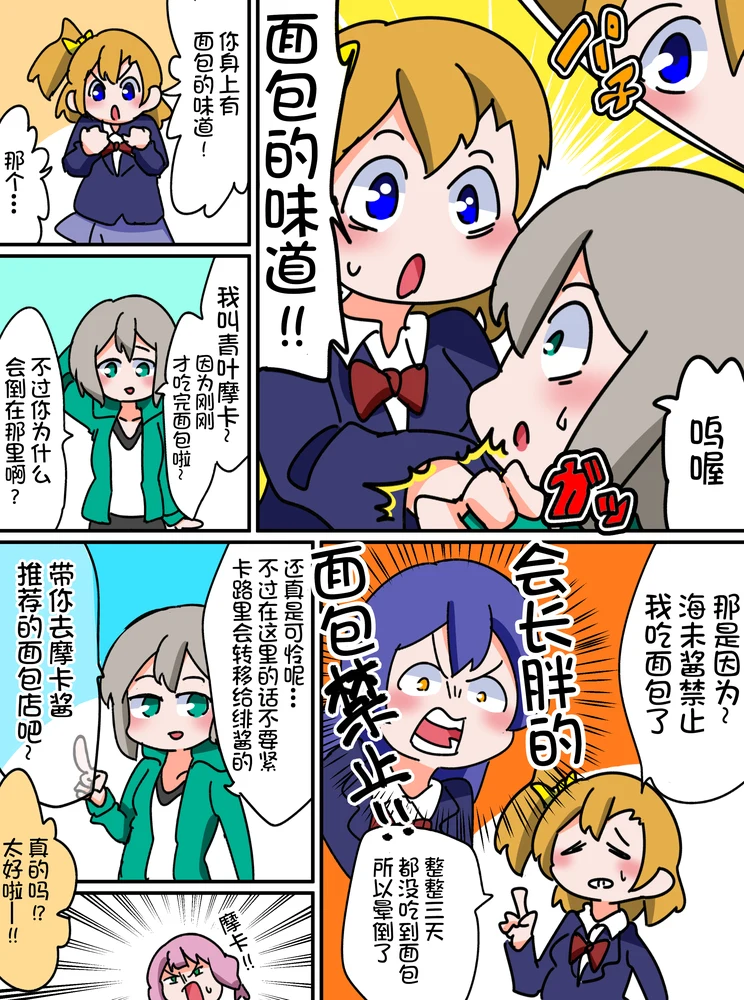 パチ
面包的味道!!
呜喔
ガッ
你身上有
面包的味道!
那个…
我叫青叶摩卡~
因为刚刚
才吃完面包啦~
不过你为什么
会倒在那里啊?
那是因为~
海未酱禁止
我吃面包了
会长胖的
面包禁止!!
整整三天
都没吃到面包
所以晕倒了
还真是可怜呢…
不过在这里的话不要紧
卡路里会转移给绯酱的
带你去摩卡酱
推荐的面包店吧~
真的吗!?
太好啦—!!
摩卡!!